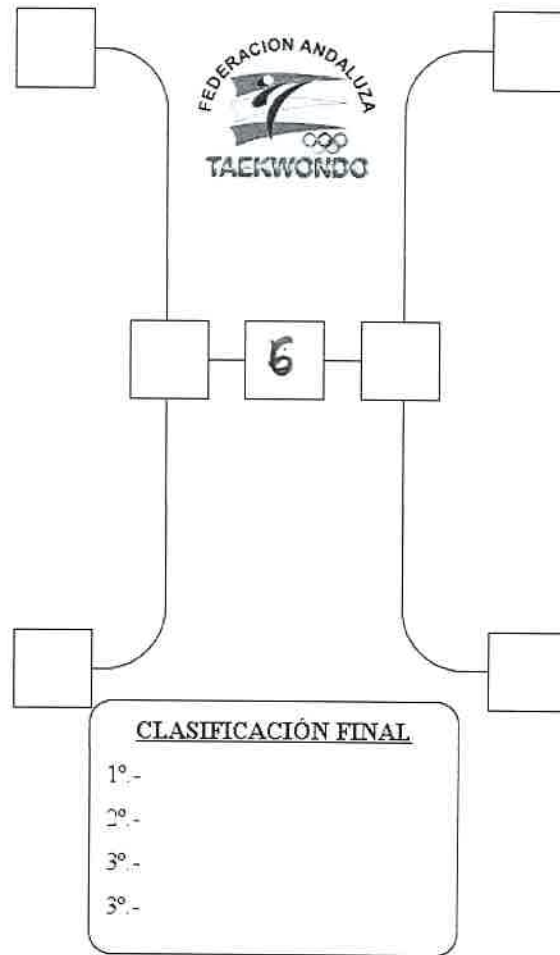 FEDERACION ANDALUZA
TAEKWONDO
6
CLASIFICACIÓN FINAL
1º.-
2º.-
3º.-
3º.-